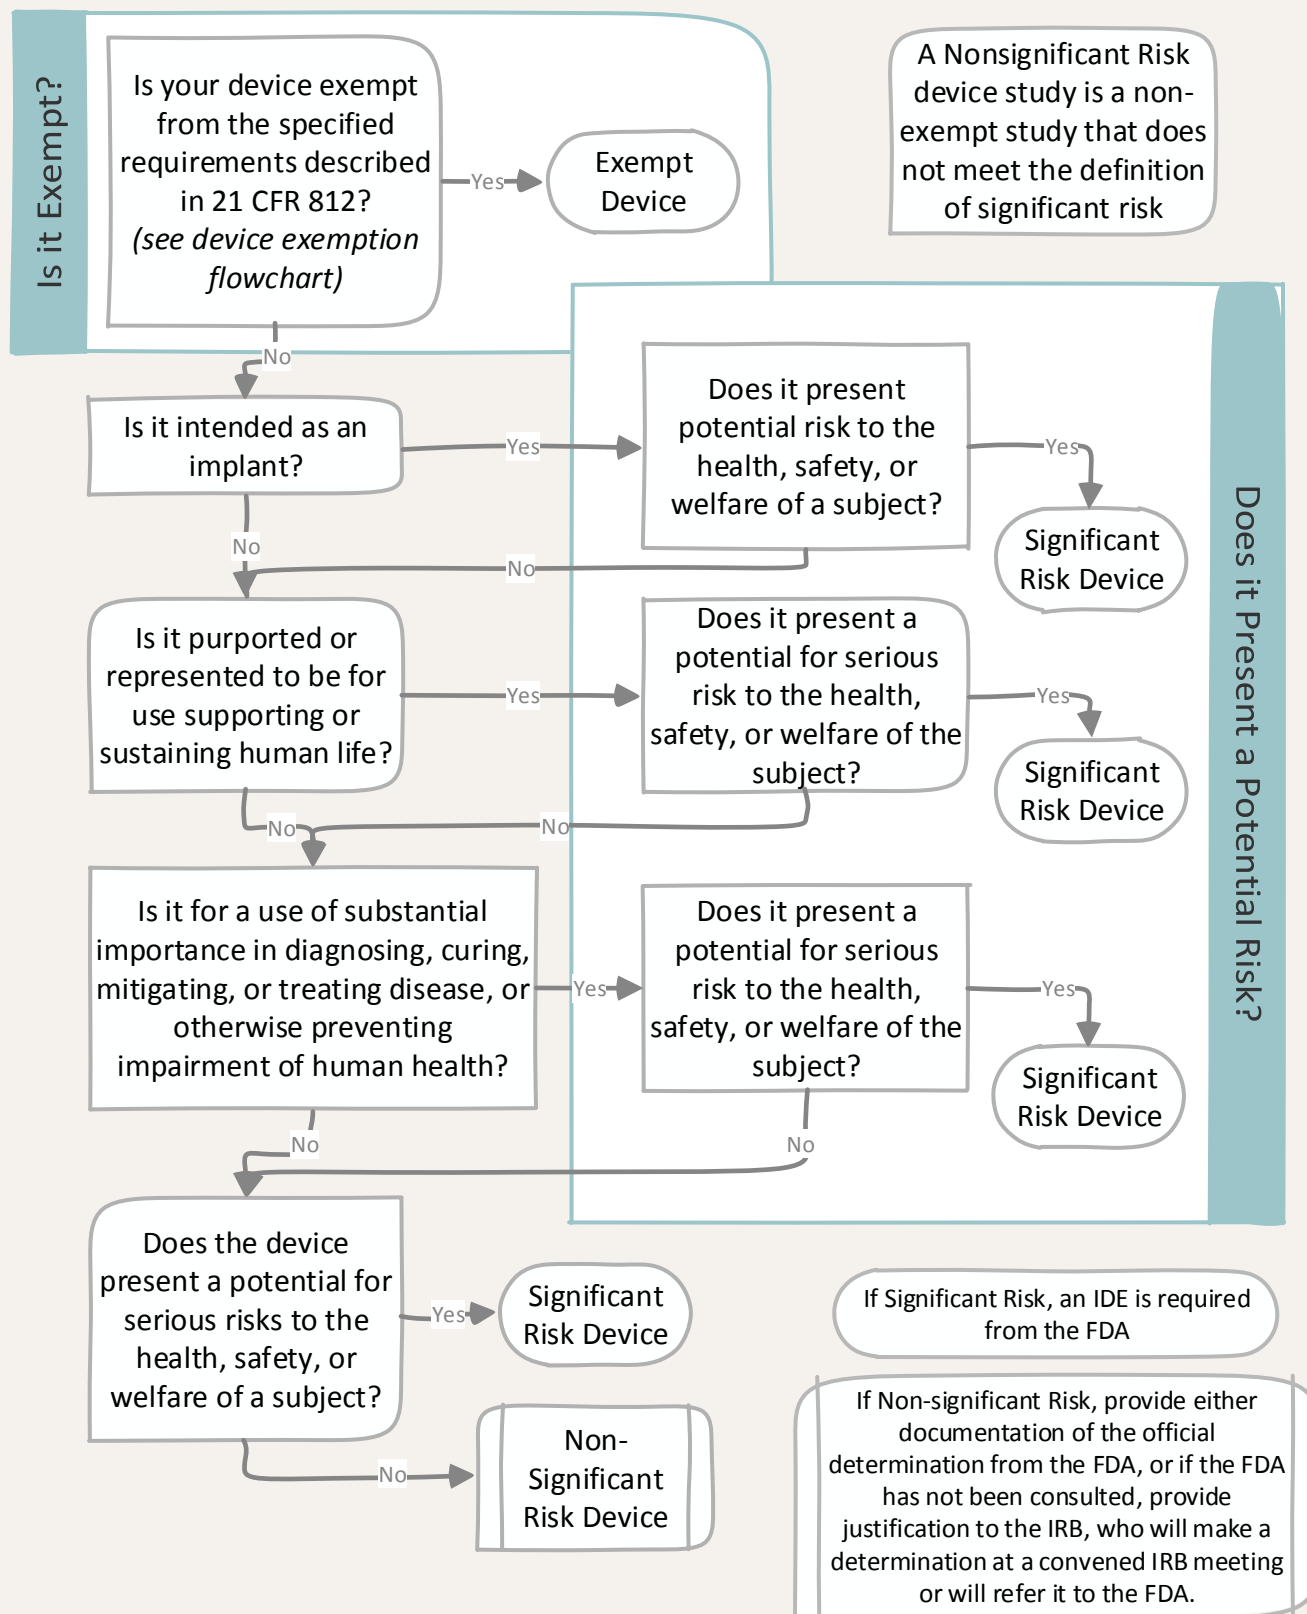 Is it Exempt?
Is your device exempt
from the specified
requirements described
in 21 CFR 812?
(see device exemption
flowchart)
Yes
Exempt
Device
A Nonsignificant Risk
device study is a non-
exempt study that does
not meet the definition
of significant risk
No
Is it intended as an
implant?
Yes
Does it present
potential risk to the
health, safety, or
welfare of a subject?
Yes
Significant
Risk Device
No
No
Does it Present a Potential Risk?
Is it purported or
represented to be for
use supporting or
sustaining human life?
Yes
Does it present a
potential for serious
risk to the health,
safety, or welfare of the
subject?
Yes
Significant
Risk Device
No
No
Is it for a use of substantial
importance in diagnosing, curing,
mitigating, or treating disease, or
otherwise preventing
impairment of human health?
Yes
Does it present a
potential for serious
risk to the health,
safety, or welfare of the
subject?
Yes
Significant
Risk Device
No
No
Does the device
present a potential for
serious risks to the
health, safety, or
welfare of a subject?
Yes
Significant
Risk Device
No
Non-
Significant
Risk Device
If Significant Risk, an IDE is required
from the FDA
If Non-significant Risk, provide either
documentation of the official
determination from the FDA, or if the FDA
has not been consulted, provide
justification to the IRB, who will make a
determination at a convened IRB meeting
or will refer it to the FDA.